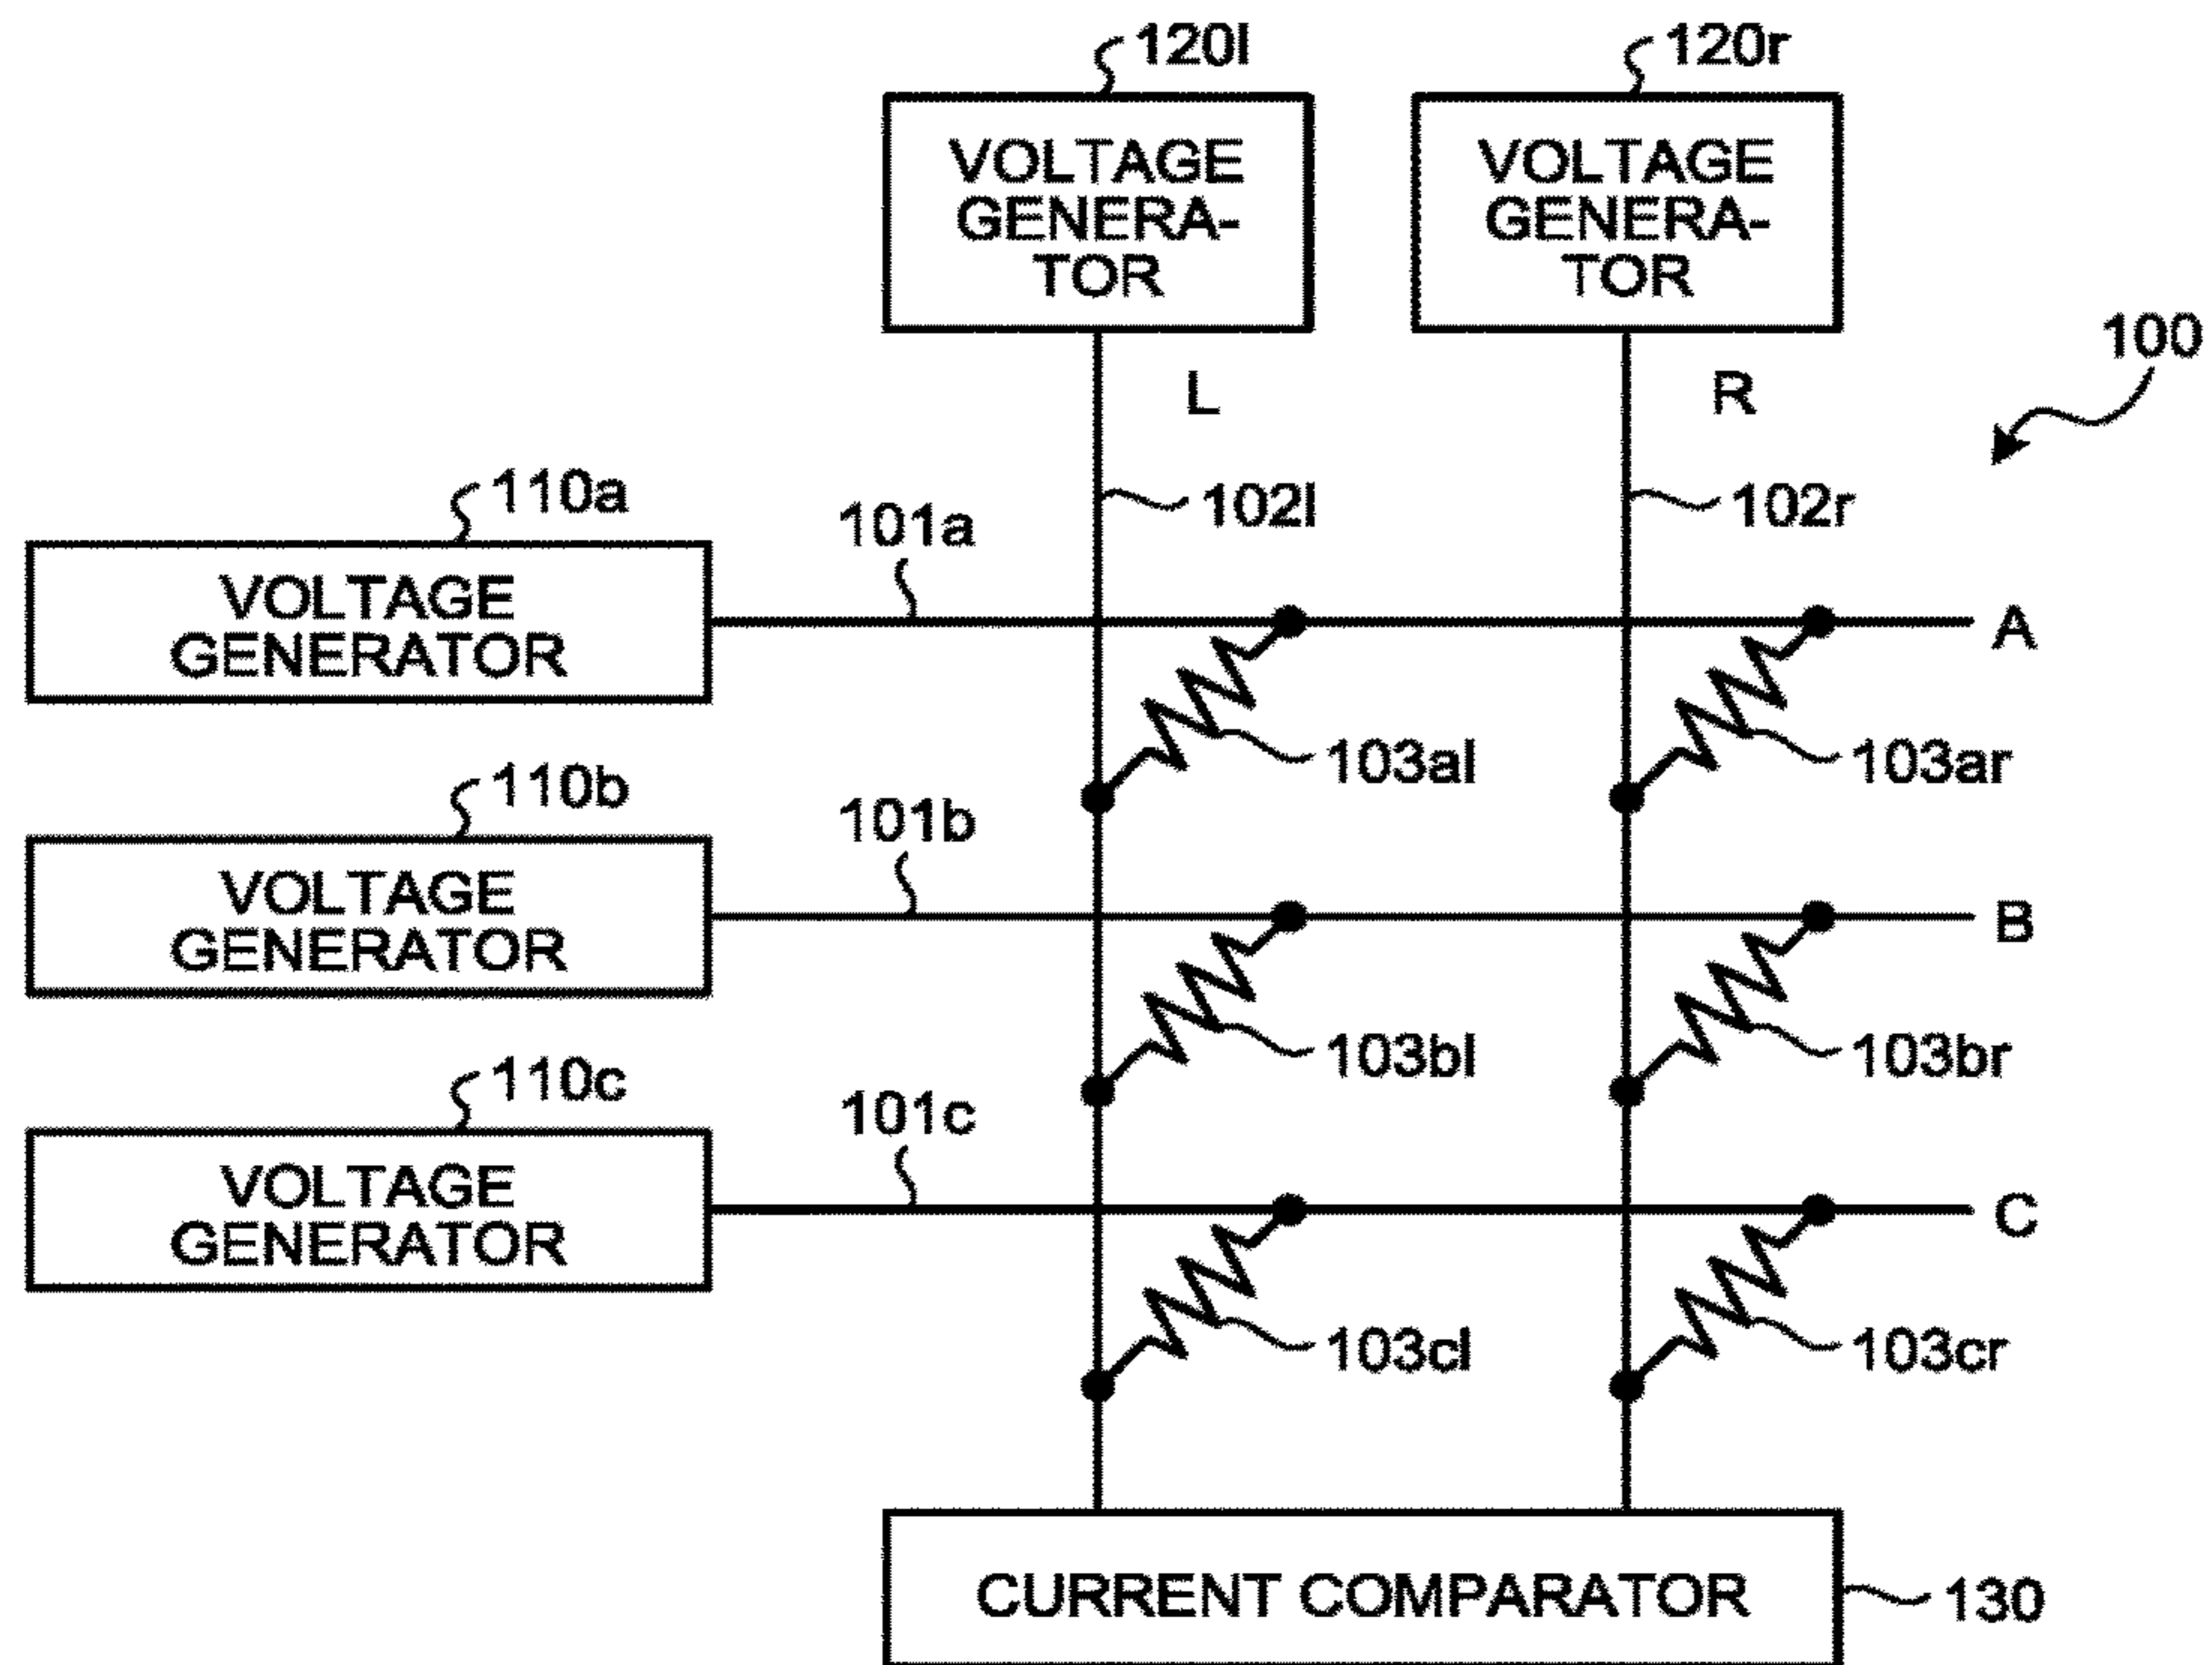 120l
120r
VOLTAGE
GENERA-
TOR
VOLTAGE
GENERA-
TOR
100
L
R
110a
101a
102l
102r
VOLTAGE
GENERATOR
A
103al
103ar
110b
101b
VOLTAGE
GENERATOR
B
103bl
103br
110c
101c
VOLTAGE
GENERATOR
C
103cl
103cr
CURRENT COMPARATOR
130